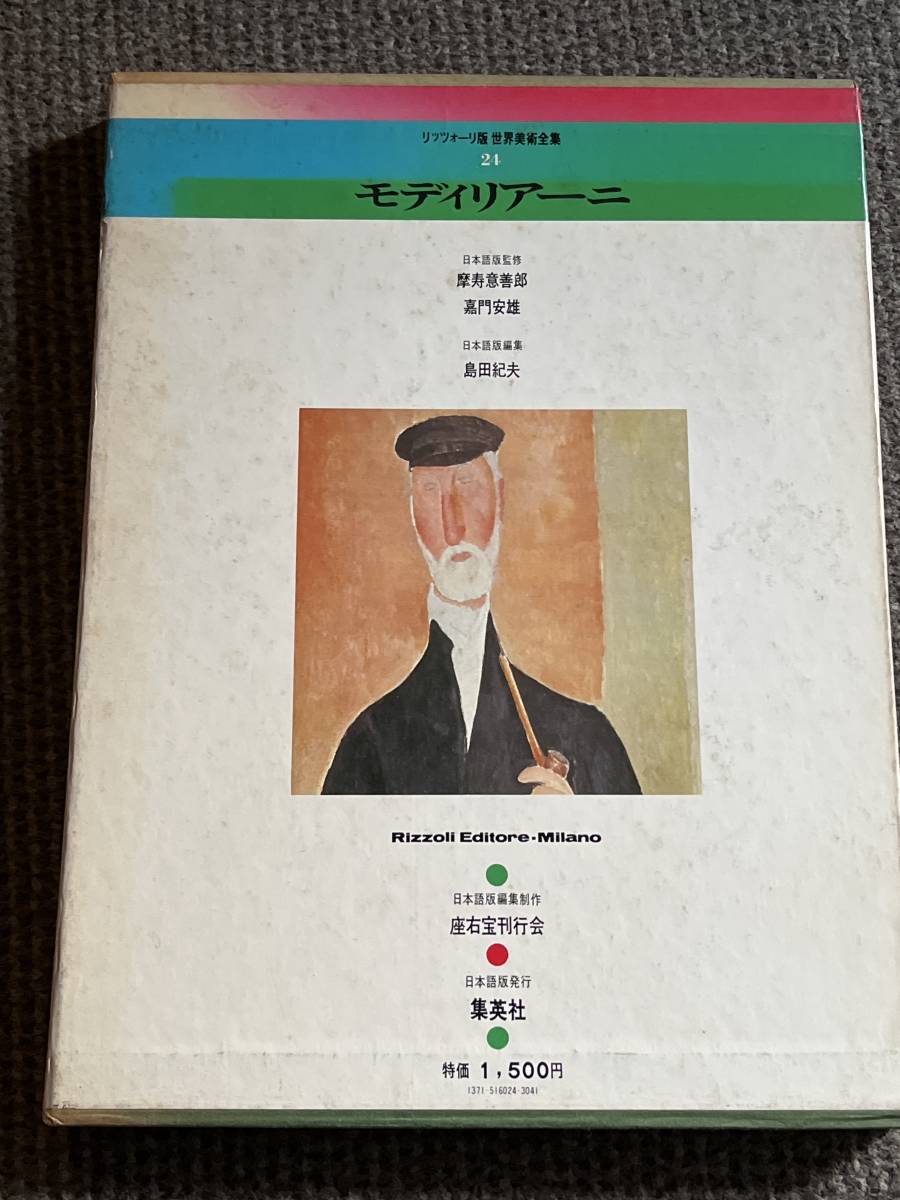 リッツォーリ版 世界美術全集
24
モディリアーニ
日本語版監修
摩寿意善郎
嘉門安雄
日本語版編集
島田紀夫
Rizzoli Editore·Milano
日本語版編集制作
座右宝刊行会
日本語版発行
集英社
特価 1,500円
1371-516024-3041